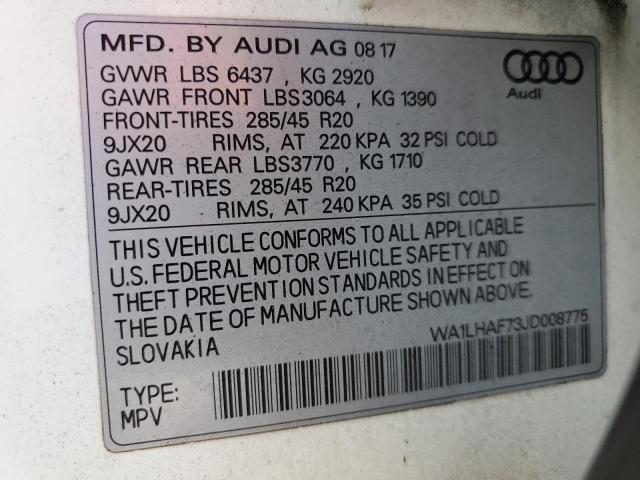 MFD. BY AUDI AG 08 17
GVWR LBS 6437 , KG 2920
GAWR FRONT LBS3064 , KG 1390
FRONT-TIRES 285/45 R20
9JX20 RIMS, AT 220 KPA 32 PSI COLD
GAWR REAR LBS3770 , KG 1710
REAR-TIRES 285/45 R20
9JX20 RIMS, AT 240 KPA 35 PSI COLD
Audi
THIS VEHICLE CONFORMS TO ALL APPLICABLE
U.S. FEDERAL MOTOR VEHICLE SAFETY AND
THEFT PREVENTION STANDARDS IN EFFECT ON
THE DATE OF MANUFACTURE SHOWN ABOVE.
SLOVAKIA
WA1LHAF73JD008775
TYPE:
MPV